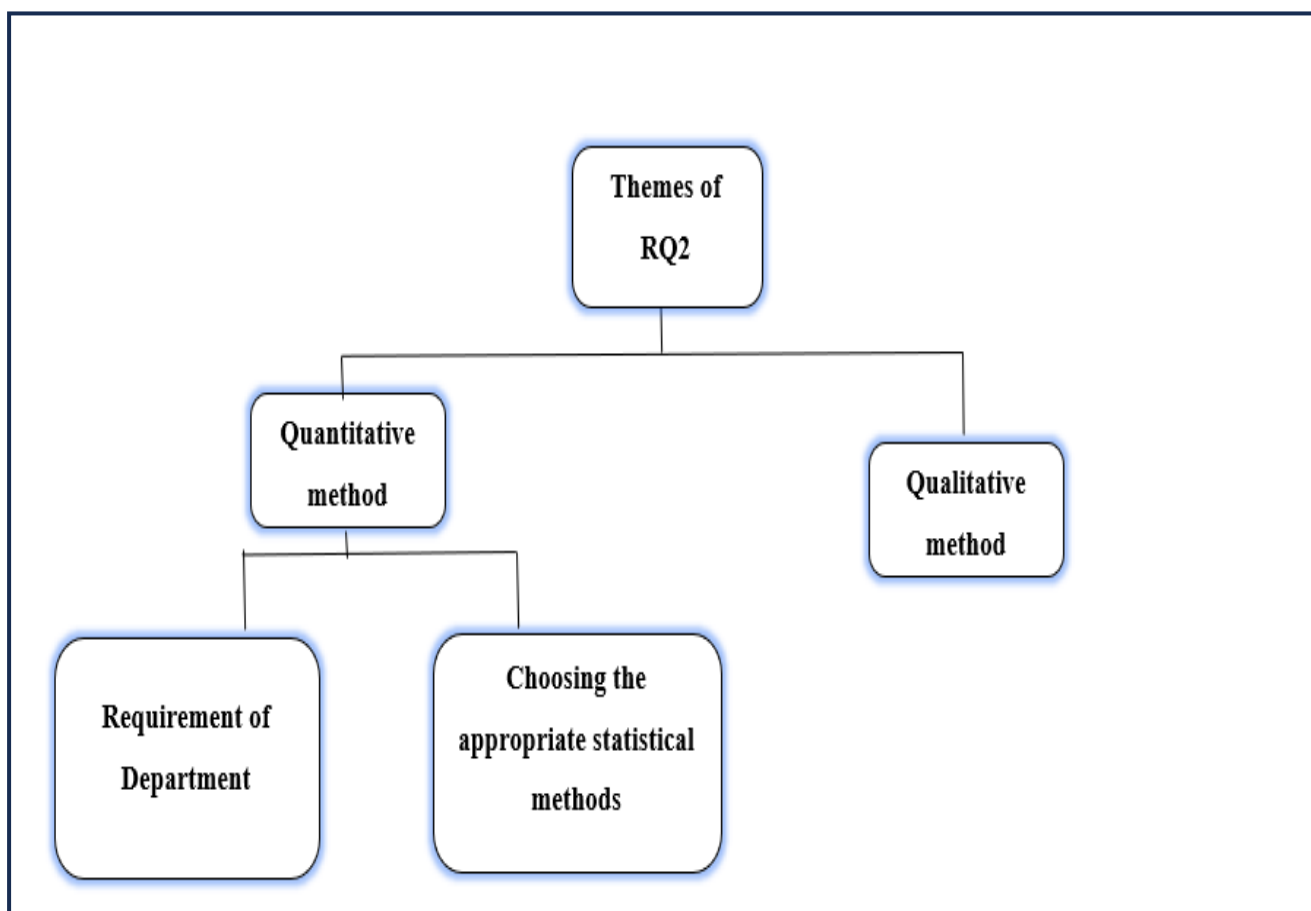 Themes of
RQ2
Quantitative
method
Qualitative
method
Requirement of
Department
Choosing the
appropriate statistical
methods